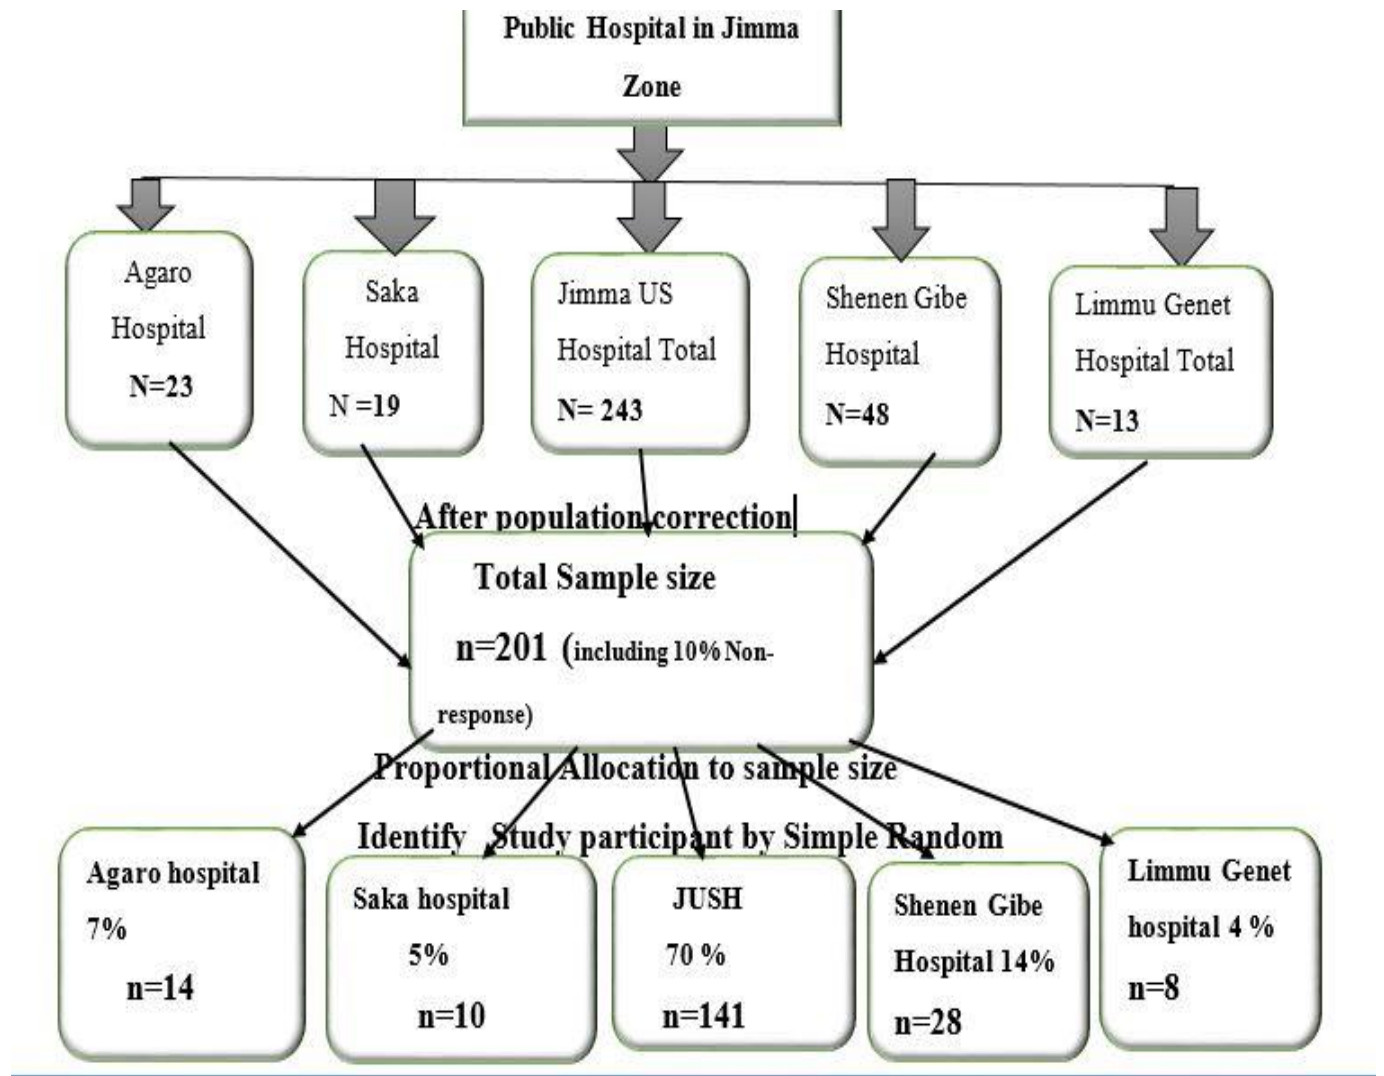 Public Hospital in Jimma
Zone
Agaro
Hospital
N=23
Saka
Hospital
N =19
Jimma US
Hospital Total
N= 243
Shenen Gibe
Hospital
N=48
Limmu Genet
Hospital Total
N=13
After population correction
Total Sample size
n=201 (including 10% Non-
response)
Proportional Allocation to sample size
Identify Study participant by Simple Random
Agaro hospital
7%
n=14
Saka hospital
5%
n=10
JUSH
70 %
n=141
Shenen Gibe
Hospital 14%
n=28
Limmu Genet
hospital 4 %
n=8